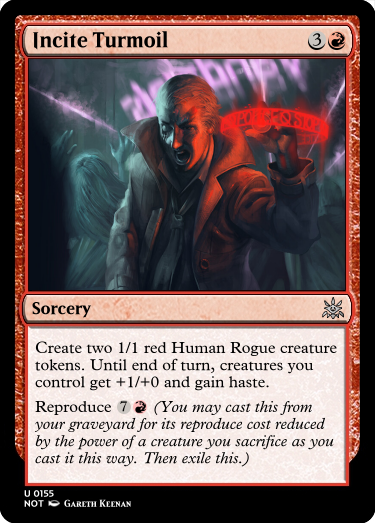 Incite Turmoil 3
Sorcery
Create two 1/1 red Human Rogue creature
tokens. Until end of turn, creatures you
control get +1/+0 and gain haste.
Reproduce 7 (You may cast this from
your graveyard for its reproduce cost reduced
by the power of a creature you sacrifice as you
cast it this way. Then exile this.)
U 0155
NOT GARETH KEENAN